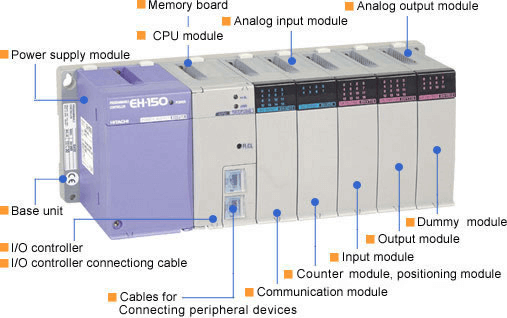 Memory board
CPU module
Analog input module
Analog output module
Power supply module
EH-150
POWER
HITACHI
Base unit
I/O controller
I/O controller connectiong cable
Cables for
Connecting peripheral devices
Communication module
Counter module, positioning module
Input module
Output module
Dummy module